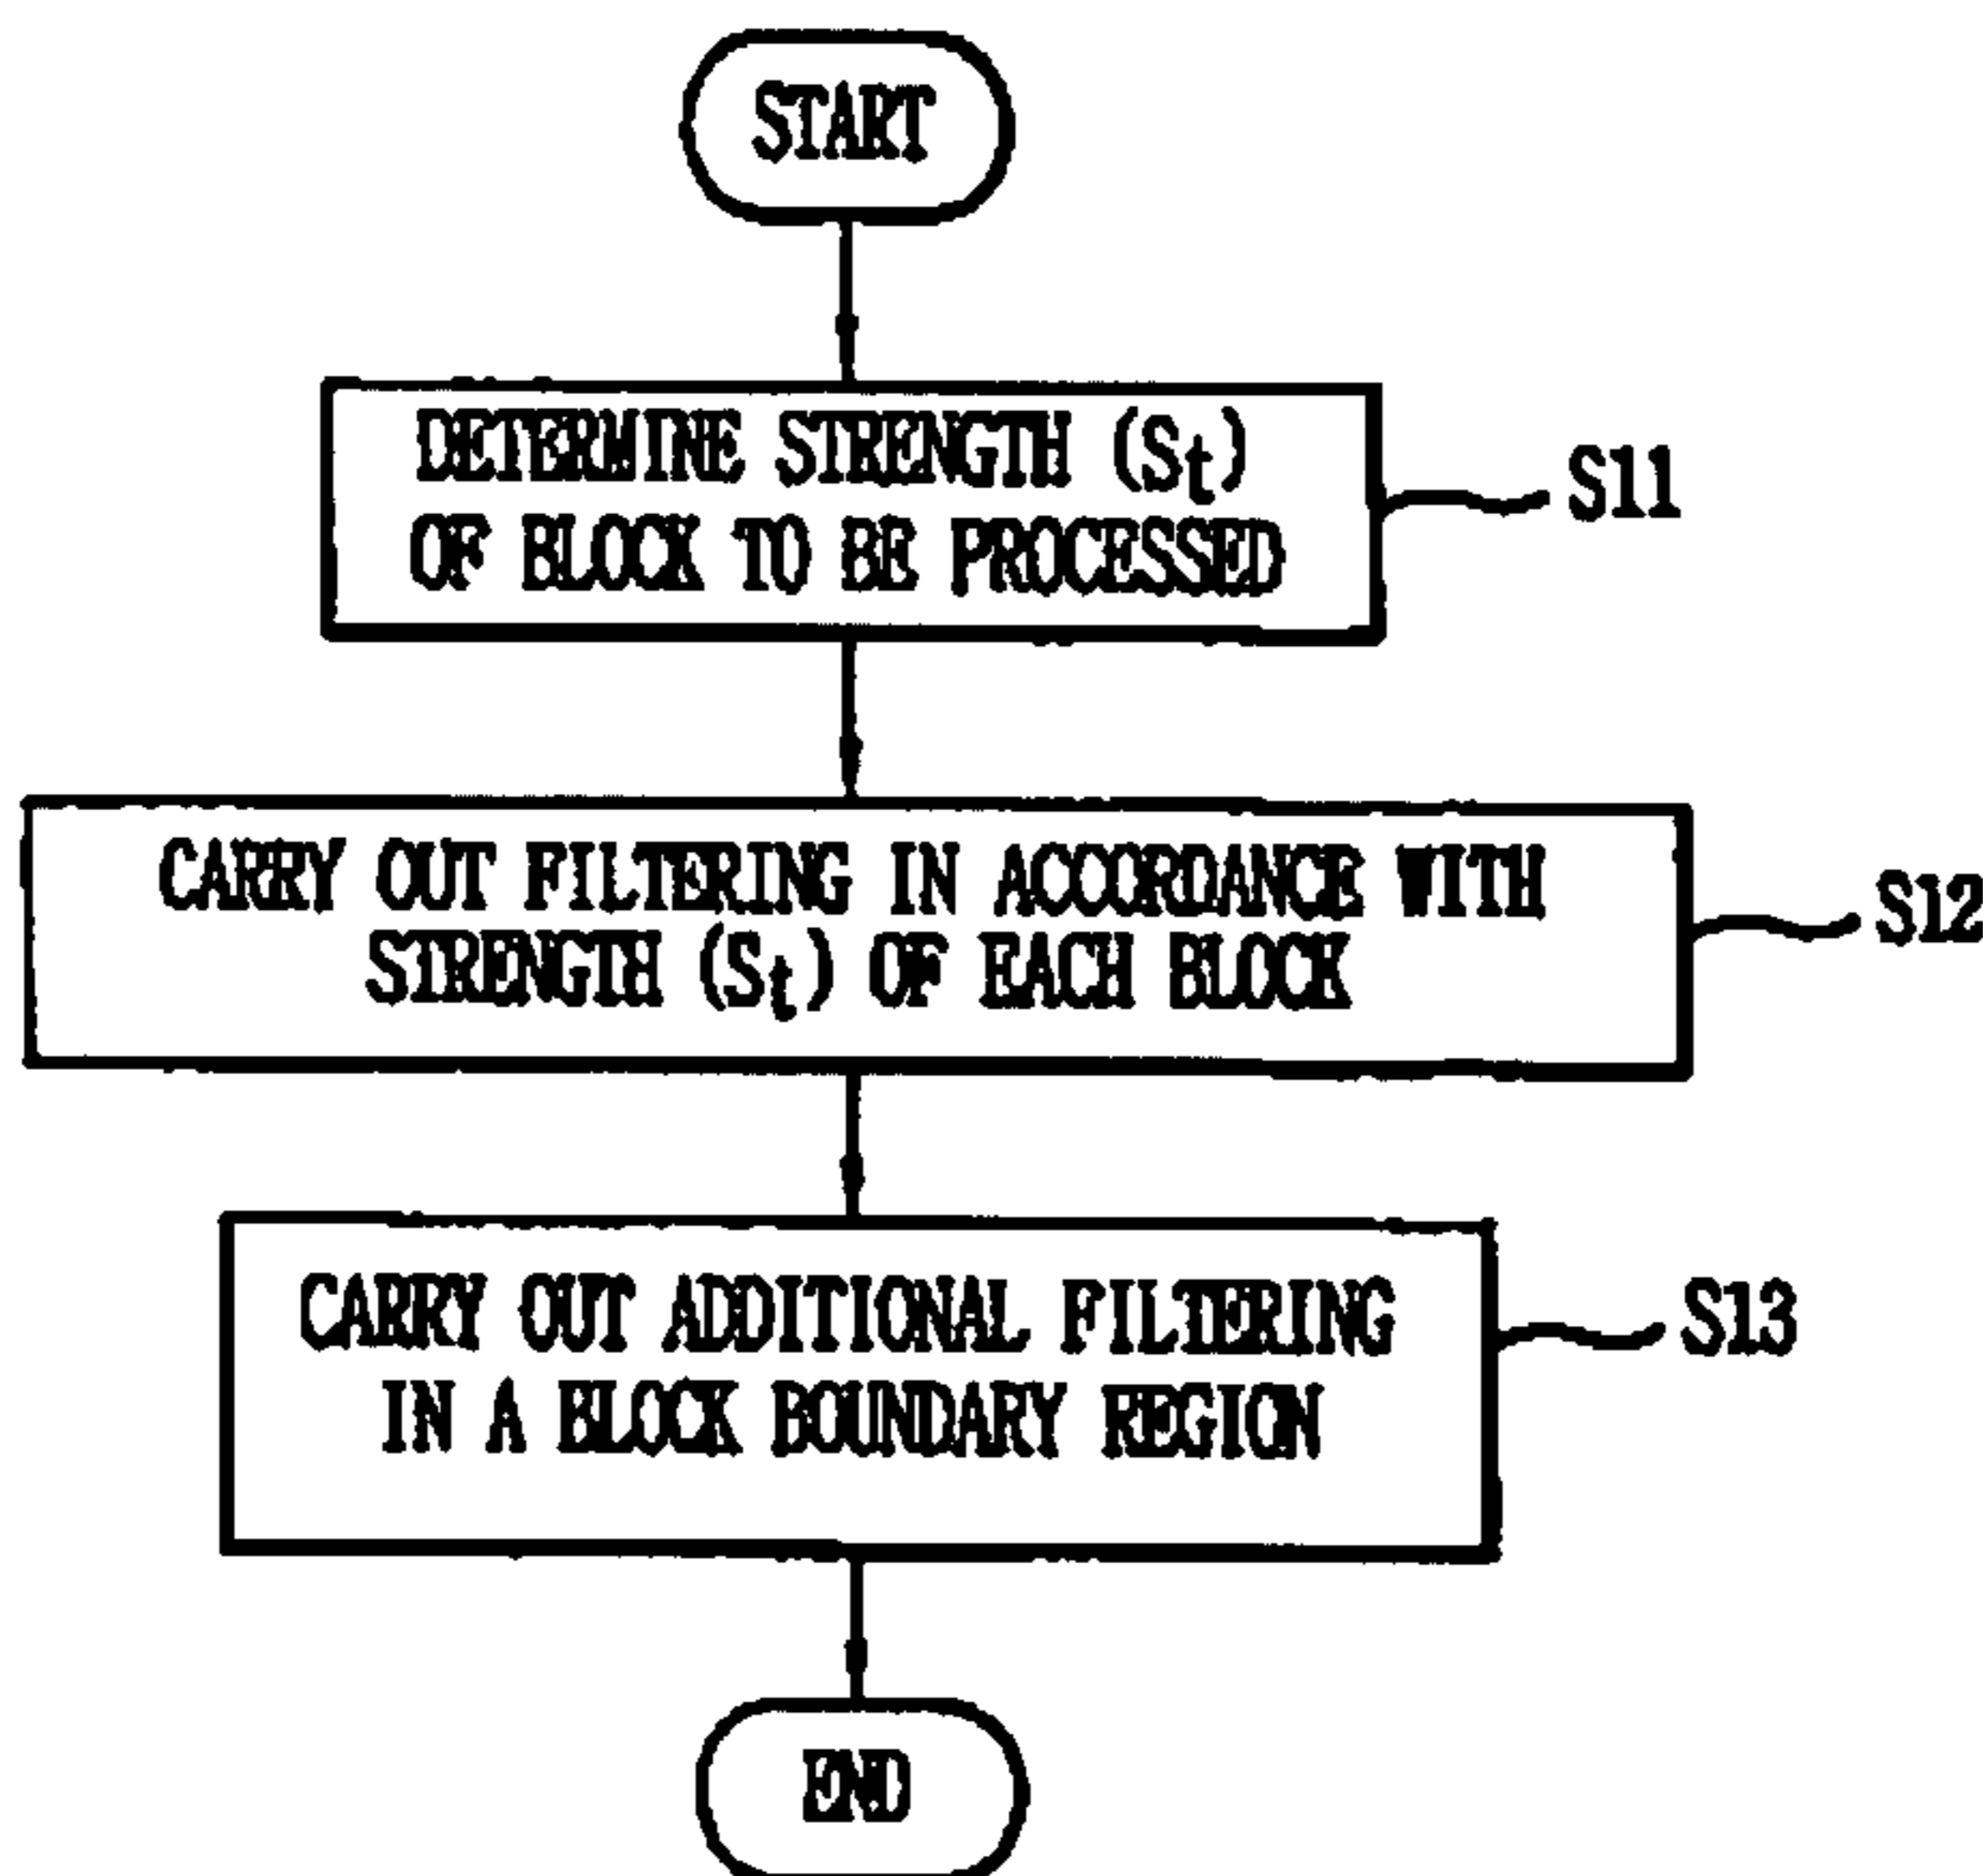 START
DETERMINE STRENGTH (St)
OF BLOCK TO BE PROCESSED
S11
CARRY OUT FILTERING IN ACCORDANCE WITH
STRENGTH (St) OF EACH BLOCK
S12
CARRY OUT ADDITIONAL FILTERING
IN A BLOCK BOUNDARY REGION
S13
END